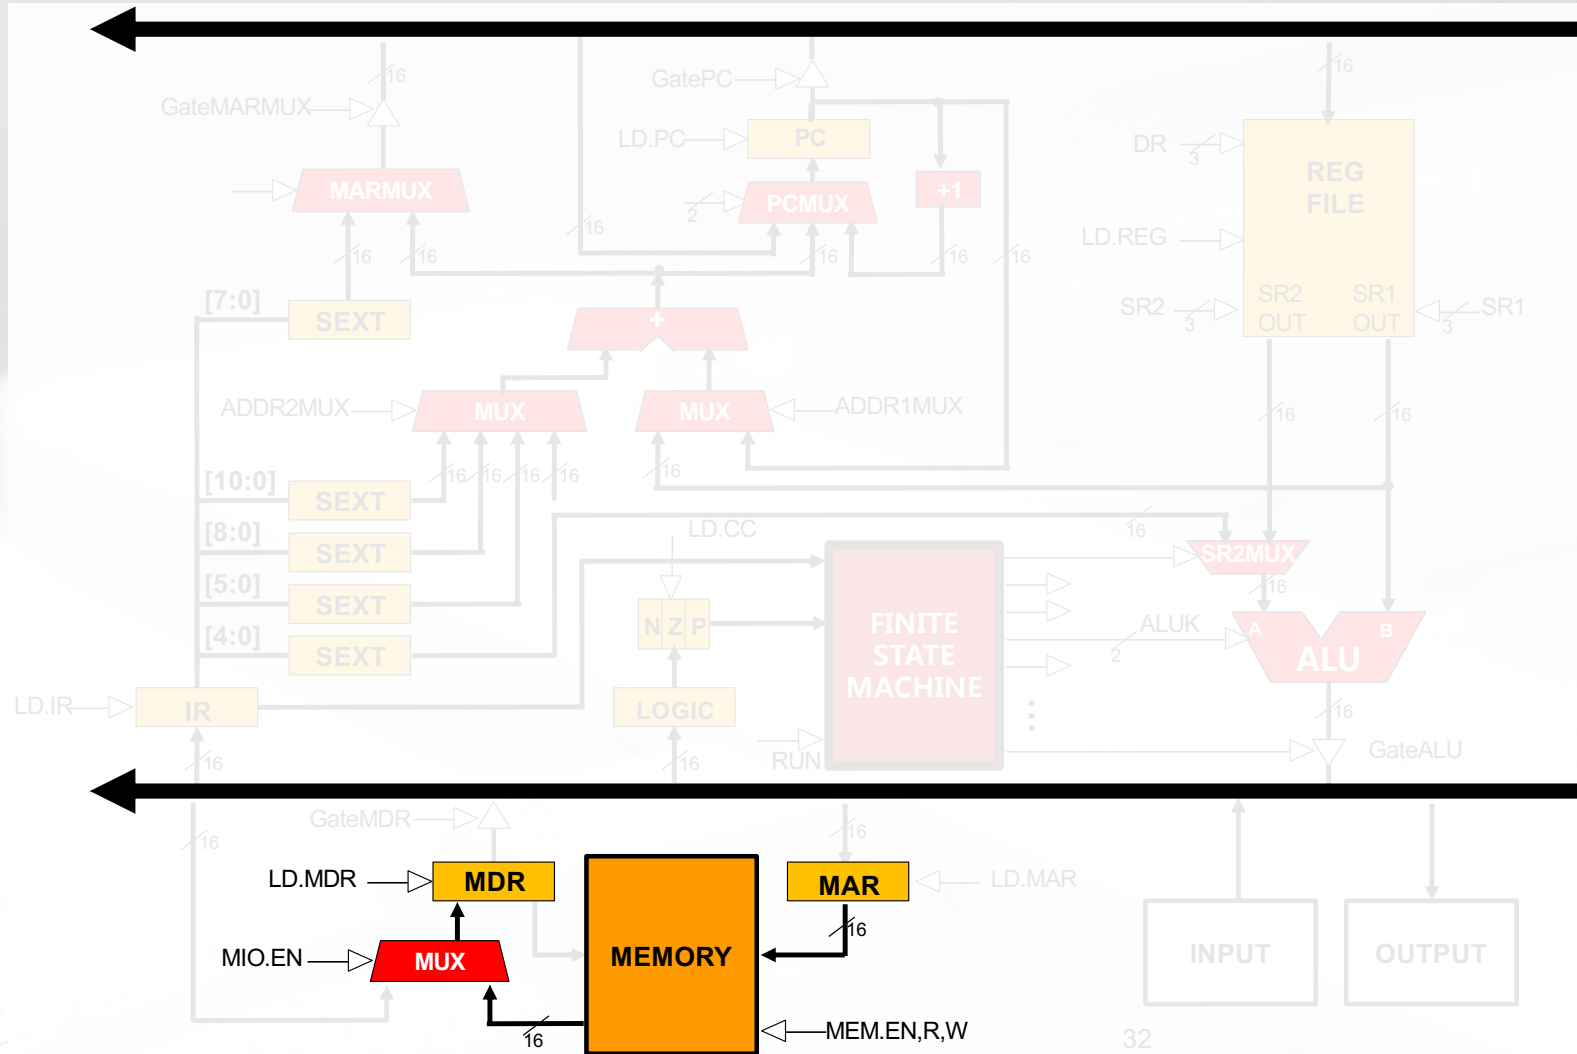 16
GatePC
16
GateMARMUX
LD.PC
PC
DR
3
REG
FILE
MARMUX
PCMUX
2
+1
16
LD.REG
16
16
16
16
16
[7:0]
SEXT
+
SR2
3
SR2
OUT
SR1
OUT
3
SR1
ADDR2MUX
MUX
MUX
ADDR1MUX
16
16
[10:0]
SEXT
16
16
16
16
16
[8:0]
SEXT
LD.CC
16
SR2MUX
16
[5:0]
SEXT
N Z P
FINITE
STATE
MACHINE
ALUK
2
A
B
ALU
[4:0]
SEXT
LD.IR
IR
LOGIC
16
⋮
16
16
RUN
GateALU
GateMDR
16
16
LD.MDR
MDR
MAR
LD.MAR
16
MIO.EN
MUX
MEMORY
INPUT
OUTPUT
16
MEM.EN,R,W
32